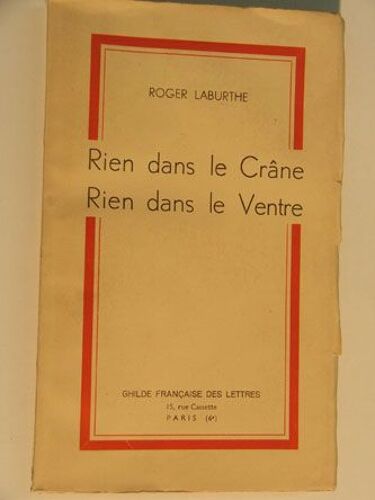 ROGER LABURTHE
Rien dans le Crâne
Rien dans le Ventre
GHILDE FRANÇAISE DES LETTRES
15, rue Cassette
PARIS (6e)